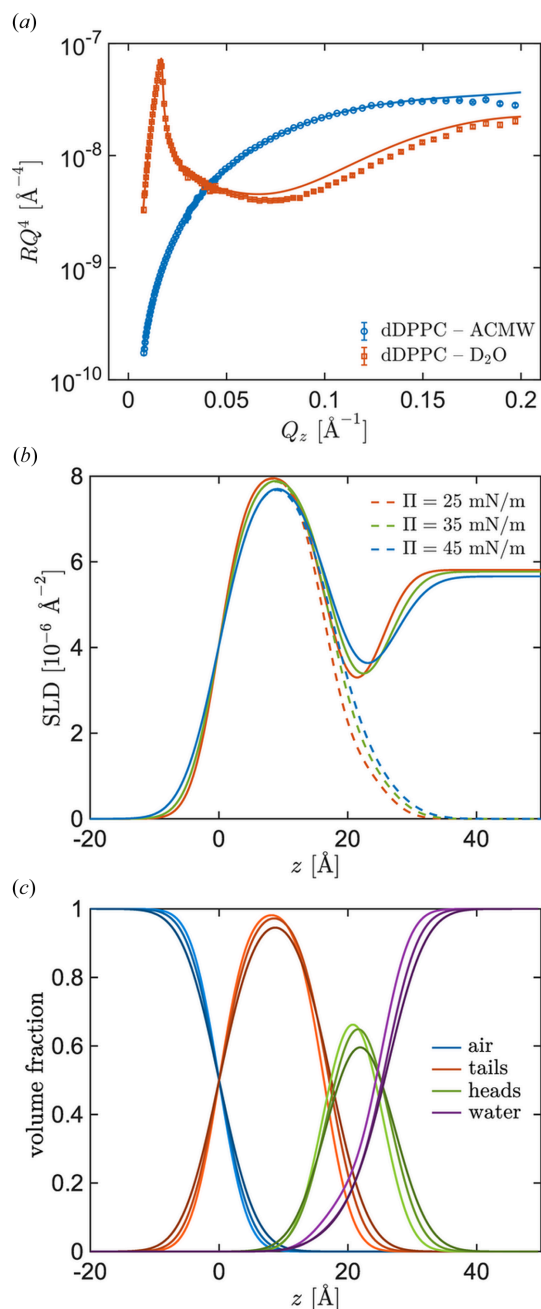 (a)
10⁻⁷
10⁻⁸
10⁻⁹
10⁻¹⁰
RQ⁴ [Å⁻⁴]
dDPPC – ACMW
dDPPC – D₂O
0 0.05 0.1 0.15 0.2
Q_z [Å⁻¹]
(b)
8
6
4
2
0
SLD [10⁻⁶ Å⁻²]
Π = 25 mN/m
Π = 35 mN/m
Π = 45 mN/m
-20 0 20 40
z [Å]
(c)
1
0.8
0.6
0.4
0.2
0
volume fraction
air
tails
heads
water
-20 0 20 40
z [Å]